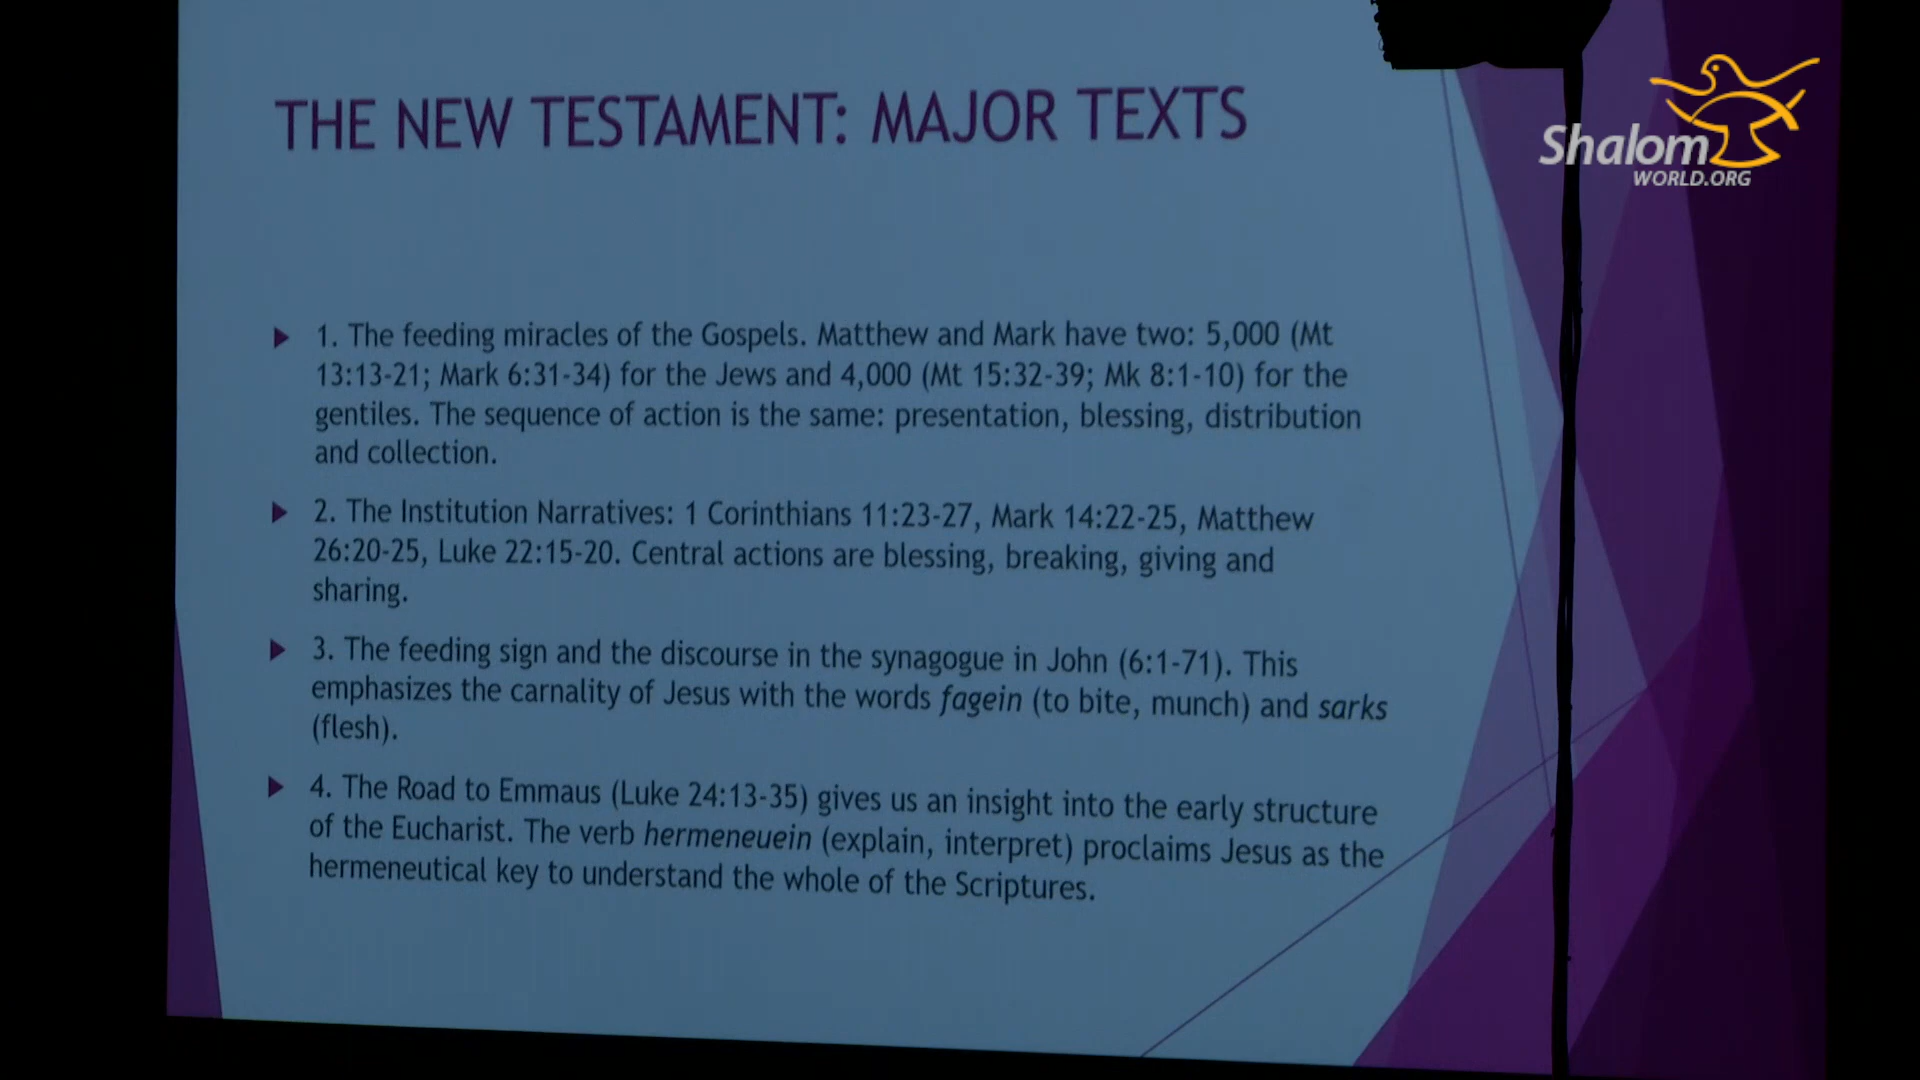 THE NEW TESTAMENT: MAJOR TEXTS
Shalom
WORLD.ORG
1. The feeding miracles of the Gospels. Matthew and Mark have two: 5,000 (Mt
13:13-21; Mark 6:31-34) for the Jews and 4,000 (Mt 15:32-39; Mk 8:1-10) for the
gentiles. The sequence of action is the same: presentation, blessing, distribution
and collection.
2. The Institution Narratives: 1 Corinthians 11:23-27, Mark 14:22-25, Matthew
26:20-25, Luke 22:15-20. Central actions are blessing, breaking, giving and
sharing.
3. The feeding sign and the discourse in the synagogue in John (6:1-71). This
emphasizes the carnality of Jesus with the words fagein (to bite, munch) and sarks
(flesh).
4. The Road to Emmaus (Luke 24:13-35) gives us an insight into the early structure
of the Eucharist. The verb hermeneuein (explain, interpret) proclaims Jesus as the
hermeneutical key to understand the whole of the Scriptures.